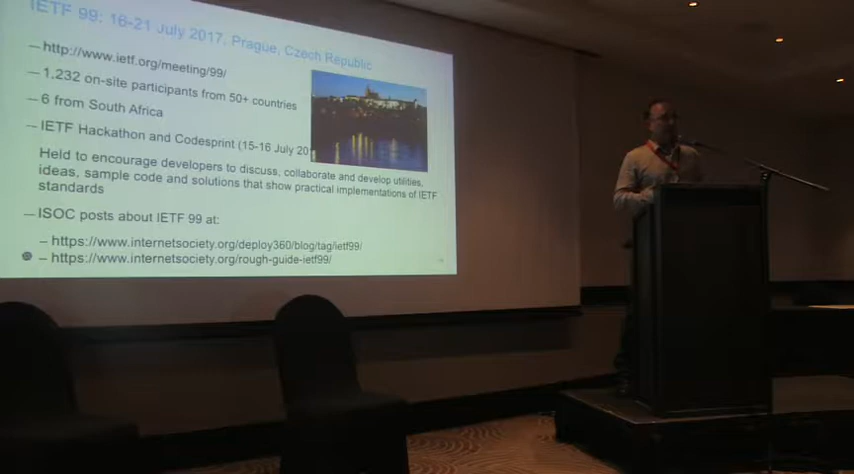 IETF 99: 16-21 July 2017, Prague, Czech Republic
– http://www.ietf.org/meeting/99/
– 1,232 on-site participants from 50+ countries
– 6 from South Africa
– IETF Hackathon and Codesprint (15-16 July 20
Held to encourage developers to discuss, collaborate and develop utilities,
ideas, sample code and solutions that show practical implementations of IETF
standards
– ISOC posts about IETF 99 at:
– https://www.internetsociety.org/deploy360/blog/tag/ietf99/
– https://www.internetsociety.org/rough-guide-ietf99/